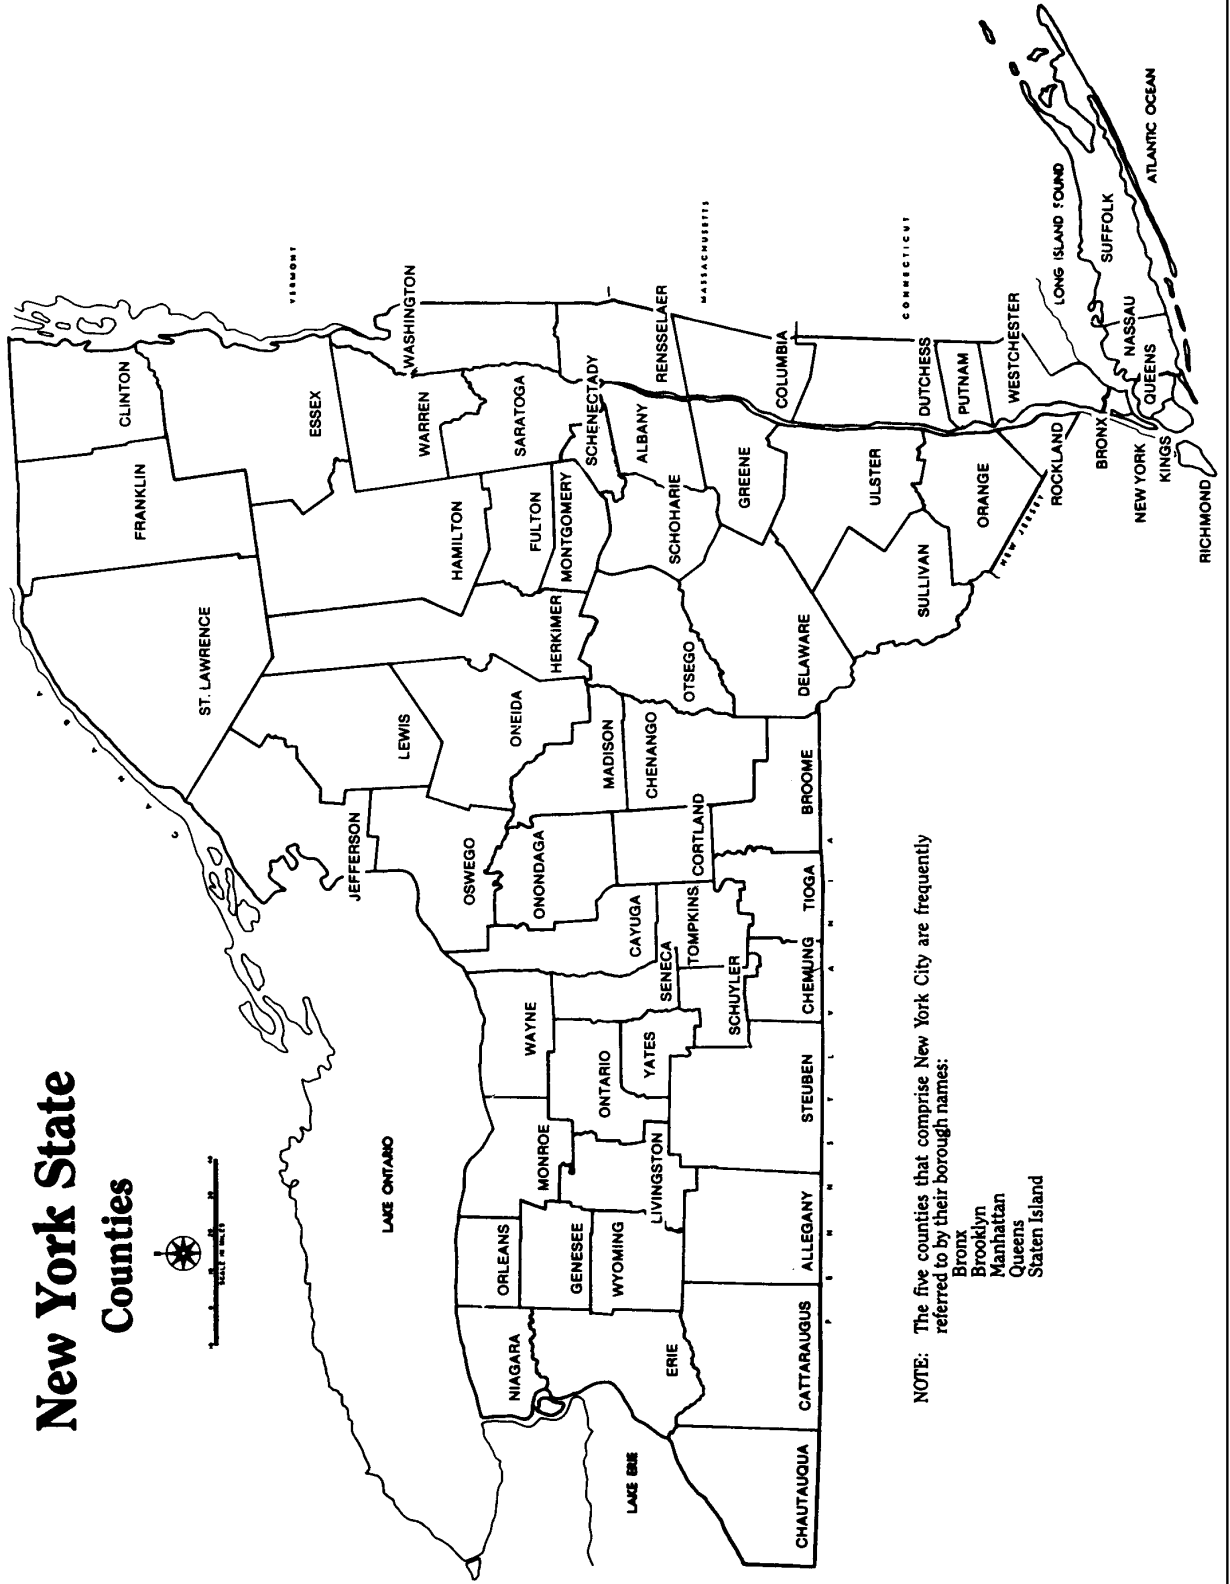 New York State
Counties
SCALE IN MILES
CLINTON
FRANKLIN
ST. LAWRENCE
ESSEX
VERMONT
JEFFERSON
LEWIS
HAMILTON
WARREN
WASHINGTON
LAKE ONTARIO
NIAGARA
ORLEANS
MONROE
WAYNE
OSWEGO
ONEIDA
HERKIMER
FULTON
SARATOGA
GENESEE
ONTARIO
ONONDAGA
MADISON
MONTGOMERY
SCHENECTADY
LAKE ERIE
ERIE
WYOMING
LIVINGSTON
YATES
SENECA
CAYUGA
CORTLAND
CHENANGO
OTSEGO
SCHOHARIE
ALBANY
RENSSELAER
MASSACHUSETTS
TOMPKINS
SCHUYLER
CHAUTAUQUA
CATTARAUGUS
ALLEGANY
STEUBEN
CHEMUNG
TIOGA
BROOME
DELAWARE
GREENE
COLUMBIA
ULSTER
DUTCHESS
CONNECTICUT
SULLIVAN
ORANGE
PUTNAM
NEW JERSEY
ROCKLAND
WESTCHESTER
LONG ISLAND SOUND
BRONX
NEW YORK
KINGS
QUEENS
NASSAU
SUFFOLK
RICHMOND
ATLANTIC OCEAN
NOTE: The five counties that comprise New York City are frequently
referred to by their borough names:
Bronx
Brooklyn
Manhattan
Queens
Staten Island